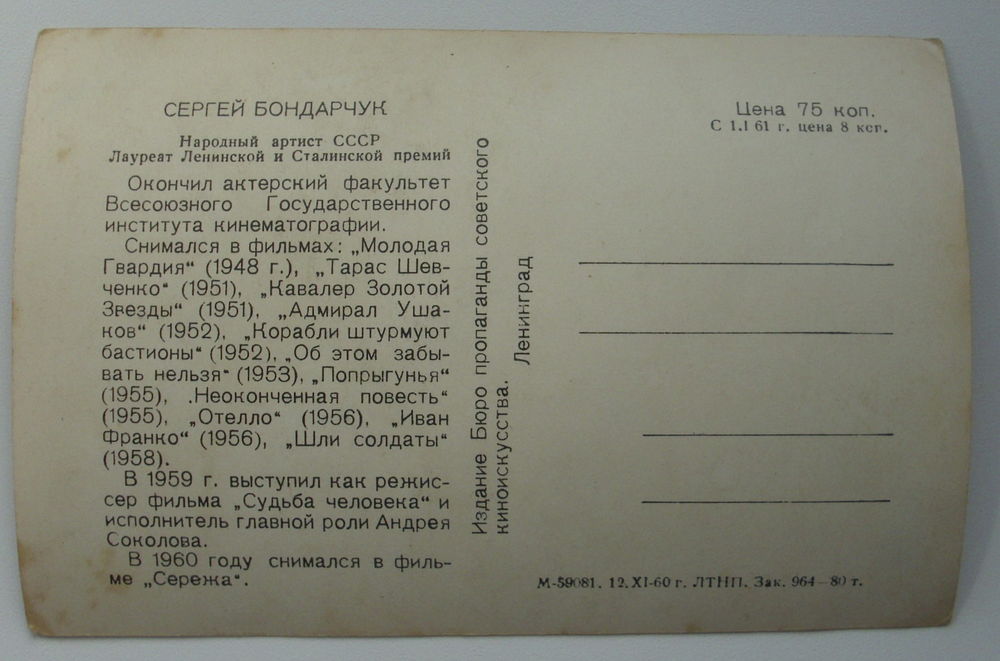 СЕРГЕЙ БОНДАРЧУК
Народный артист СССР
Лауреат Ленинской и Сталинской премий
Окончил актерский факультет
Всесоюзного Государственного
института кинематографии.
Снимался в фильмах: „Молодая
Гвардия“ (1948 г.), „Тарас Шев-
ченко“ (1951), „Кавалер Золотой
Звезды“ (1951), „Адмирал Уша-
ков“ (1952), „Корабли штурмуют
бастионы“ (1952), „Об этом забы-
вать нельзя“ (1953), „Попрыгунья“
(1955), „Неоконченная повесть“
(1955), „Отелло“ (1956), „Иван
Франко“ (1956), „Шли солдаты“
(1958).
В 1959 г. выступил как режис-
сер фильма „Судьба человека“ и
исполнитель главной роли Андрея
Соколова.
В 1960 году снимался в филь-
ме „Сережа“.
Издание Бюро пропаганды советского
киноискусства. Ленинград
Цена 75 коп.
С 1.I 61 г. цена 8 коп.
М-59081. 12.XI-60 г. ЛТНП. Зак. 964—80 т.